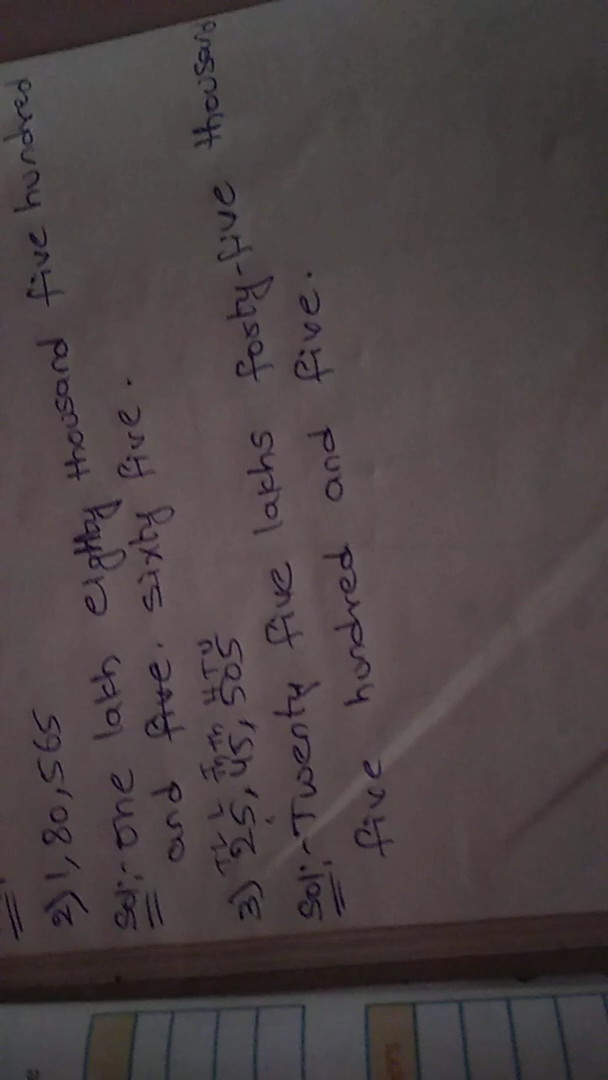 2) 1,80,565
Sol:- One lakh eighty thousand five hundred
and five. sixty five.
TL L Tth th H T U
3) 25,45,505
Sol:- Twenty five lakhs forty-five thousand
five hundred and five.